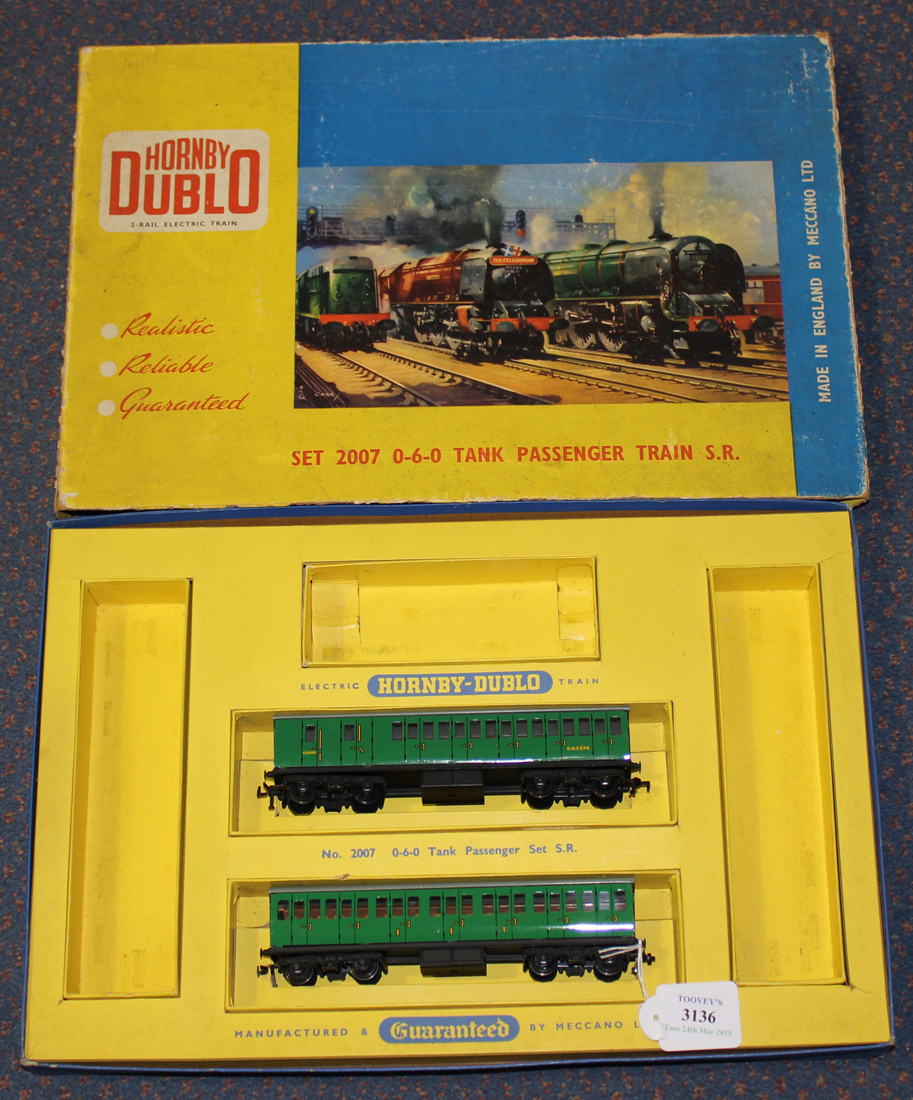 HORNBY
DUBLO
2-RAIL ELECTRIC TRAIN
Realistic
Reliable
Guaranteed
MADE IN ENGLAND BY MECCANO LTD
SET 2007 0-6-0 TANK PASSENGER TRAIN S.R.
ELECTRIC HORNBY-DUBLO TRAIN
No. 2007 0-6-0 Tank Passenger Set S.R.
MANUFACTURED & Guaranteed BY MECCANO
TOOVEY'S
3136
Tues 24th Mar 2015